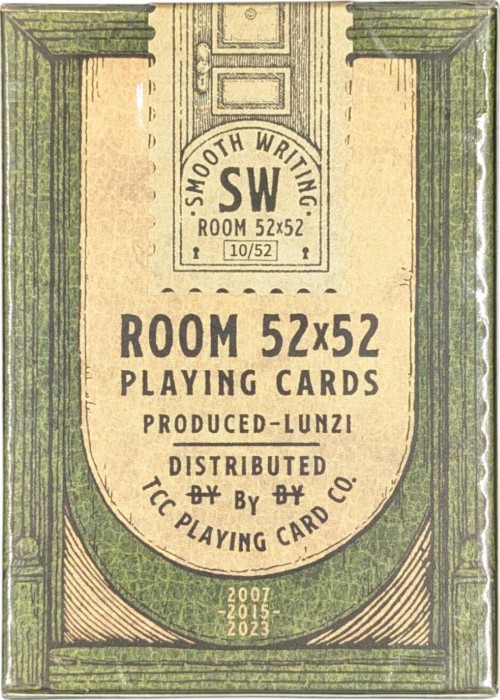 ·SMOOTH WRITING·
SW
ROOM 52x52
10/52
ROOM 52x52
PLAYING CARDS
PRODUCED-LUNZI
DISTRIBUTED
BY By BY
TCC PLAYING CARD CO.
2007
-2015-
2023